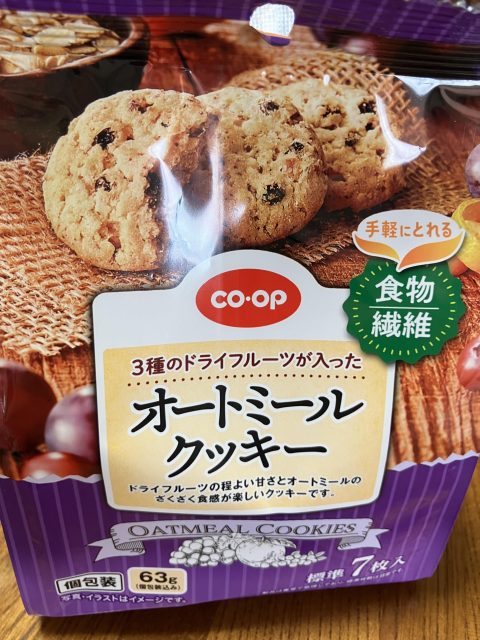 手軽にとれる
食物
繊維
CO·OP
3種のドライフルーツが入った
オートミール
クッキー
ドライフルーツの程よい甘さとオートミールの
ざくざく食感が楽しいクッキーです。
OATMEAL COOKIES
個包装
63g
(個包装込み)
標準7枚入
写真・イラストはイメージです。